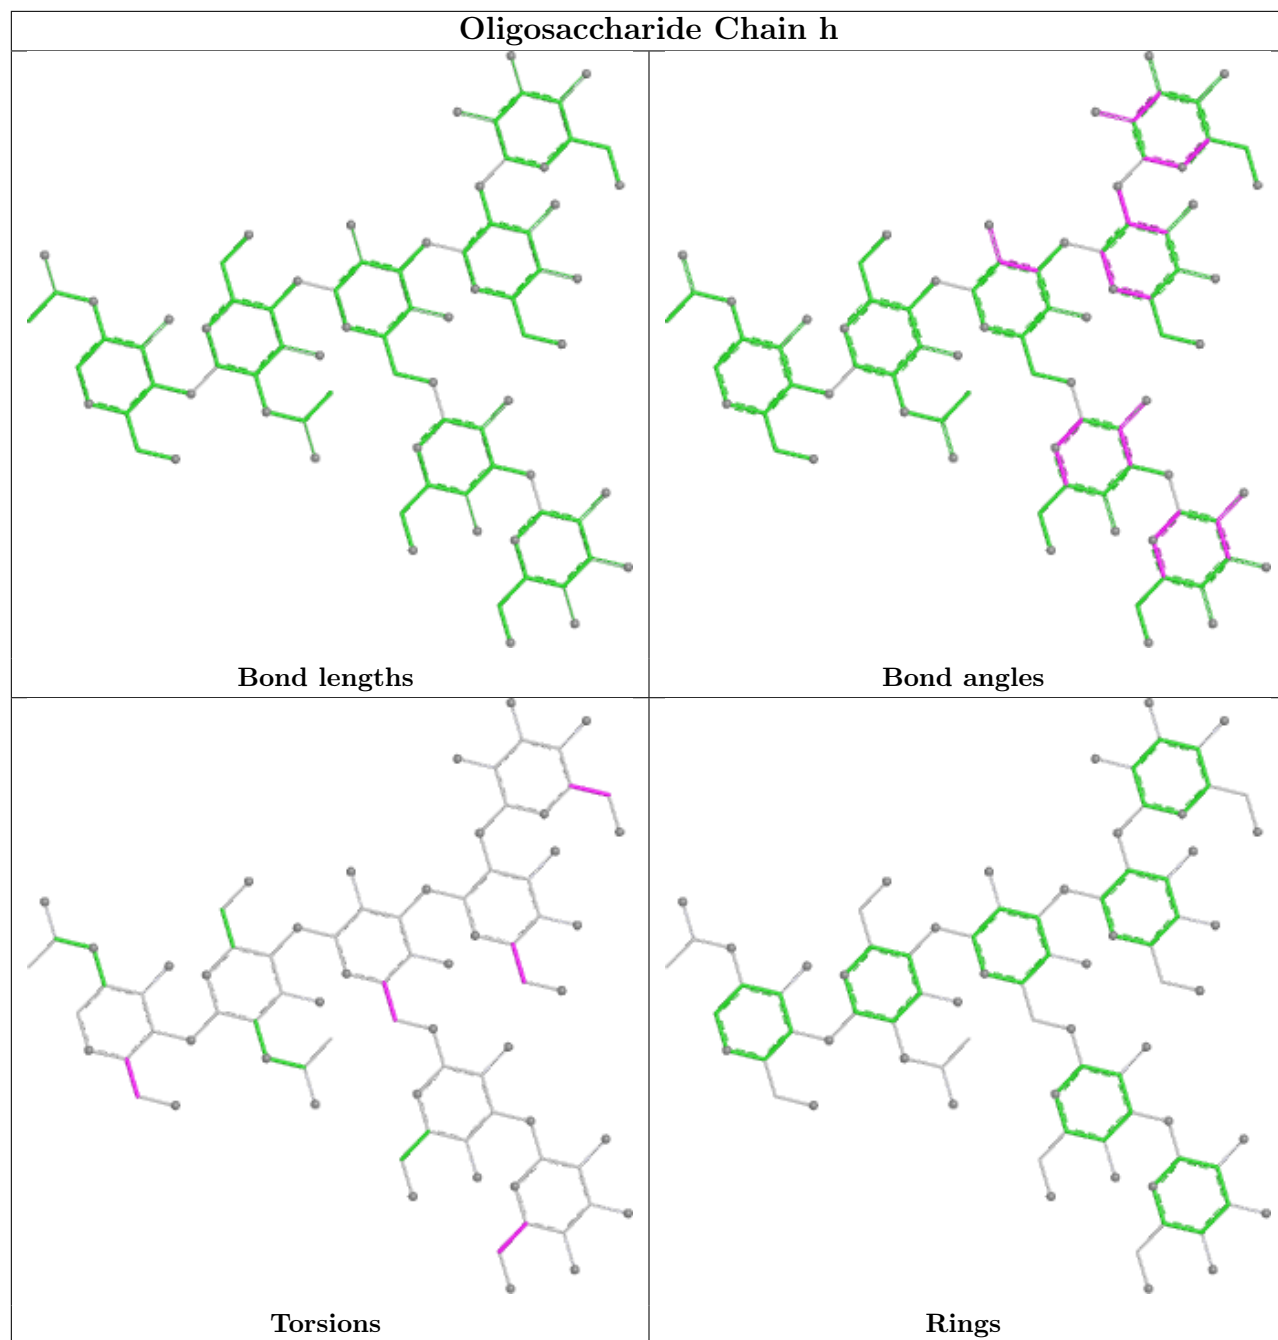 Oligosaccharide Chain h
Bond lengths
Bond angles
Torsions
Rings